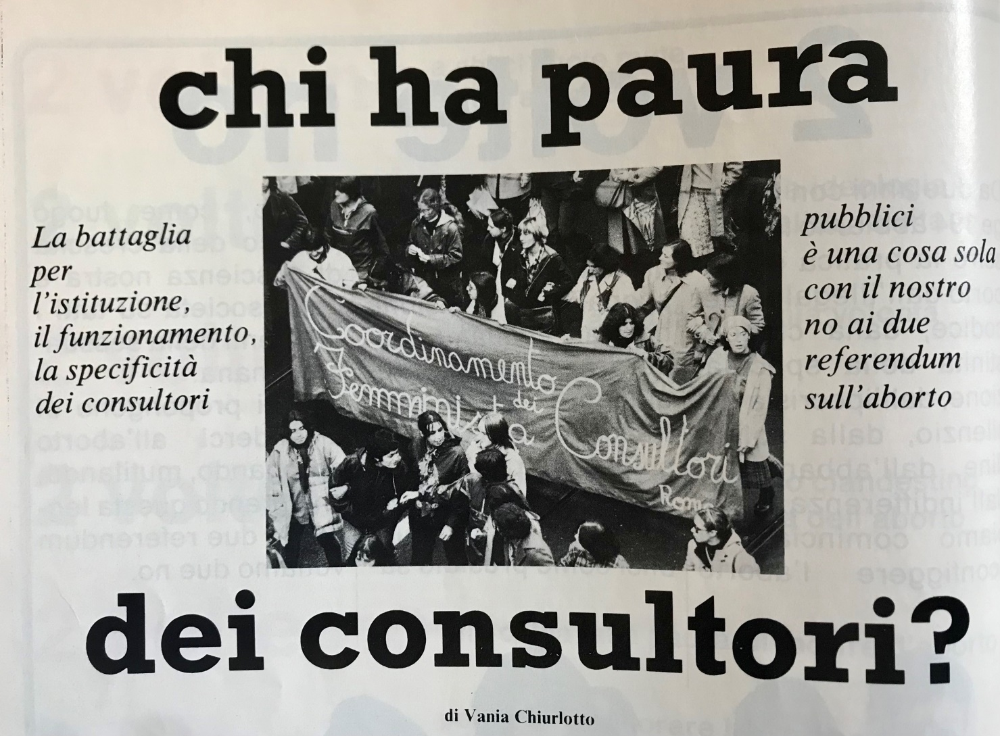 chi ha paura
La battaglia
per
l'istituzione,
il funzionamento,
la specificità
dei consultori
pubblici
è una cosa sola
con il nostro
no ai due
referendum
sull'aborto
Coordinamento
Femminista dei Consultori
Roma
dei consultori?
di Vania Chiurlotto